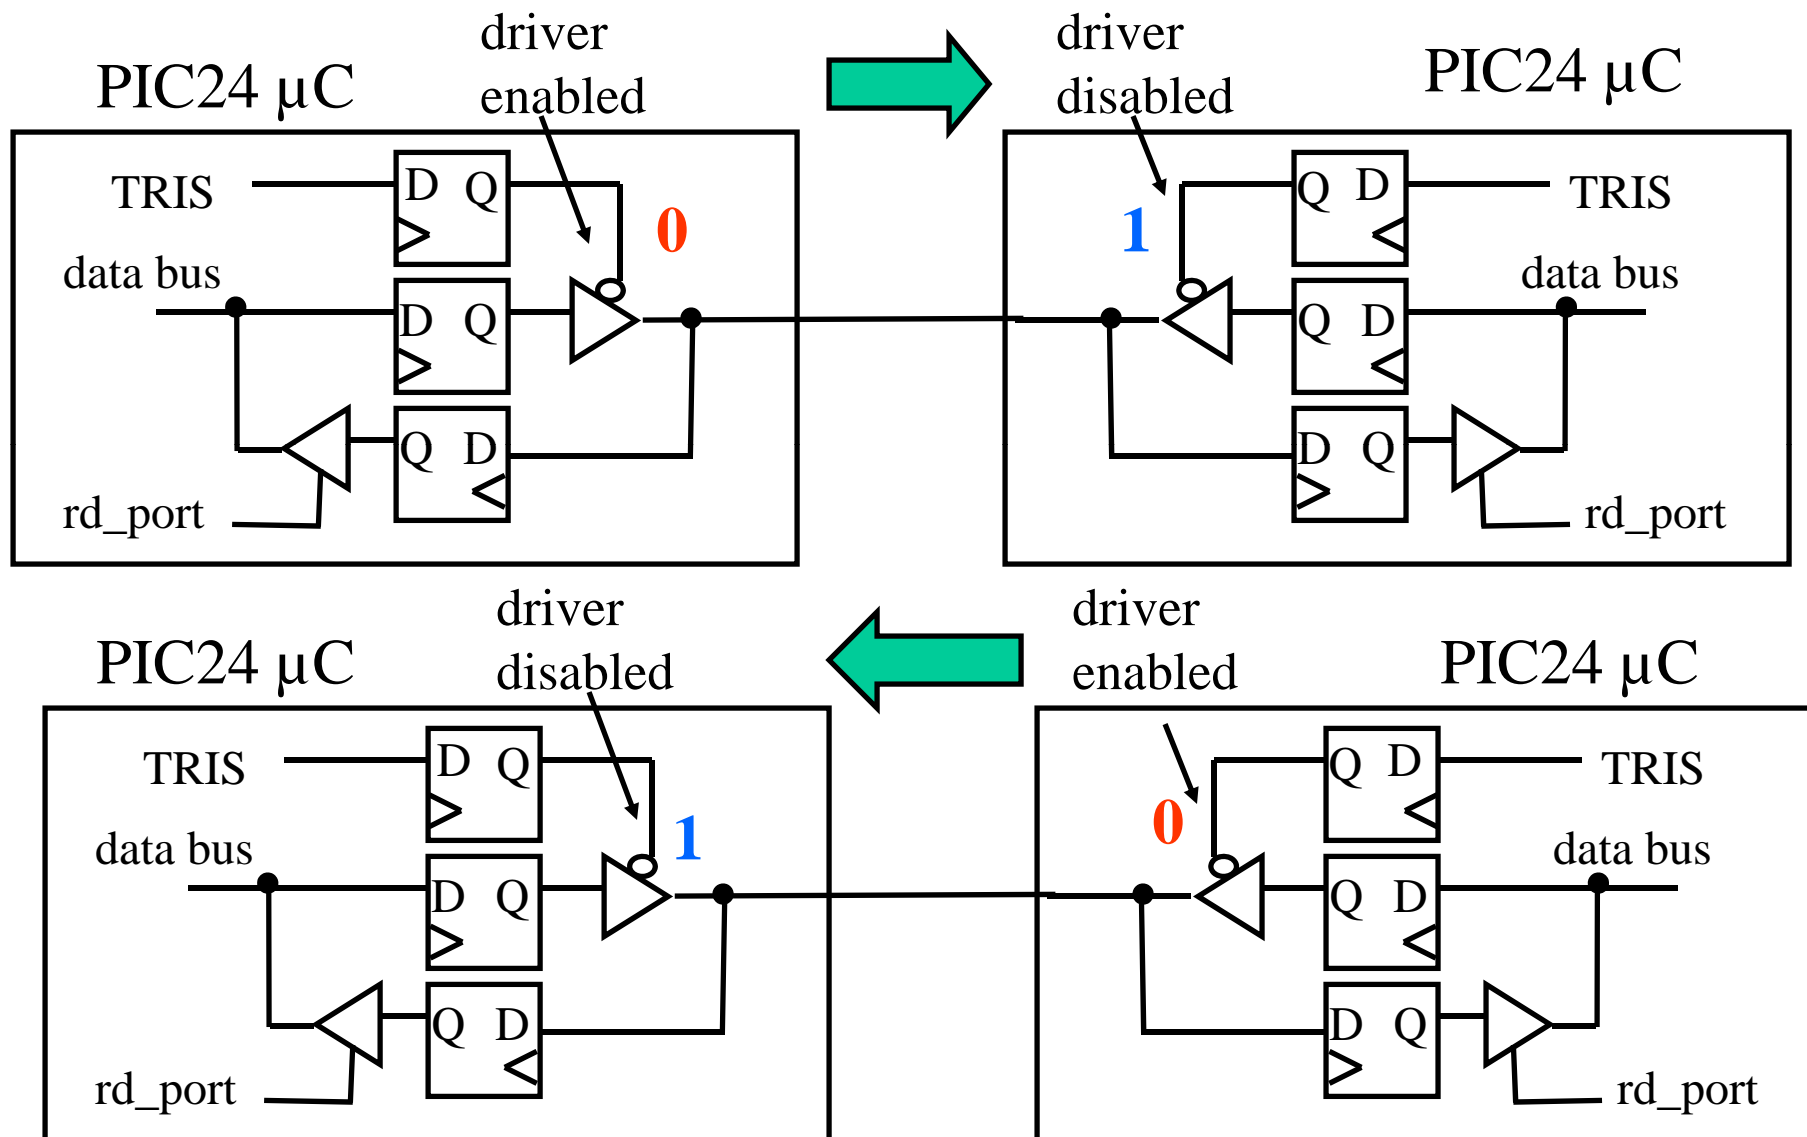 driver
enabled
driver
disabled
PIC24 µC
PIC24 µC
TRIS
D Q
0
1
Q D
TRIS
data bus
D Q
Q D
data bus
Q D
D Q
rd_port
rd_port
driver
disabled
driver
enabled
PIC24 µC
PIC24 µC
TRIS
D Q
1
0
Q D
TRIS
data bus
D Q
Q D
data bus
Q D
D Q
rd_port
rd_port